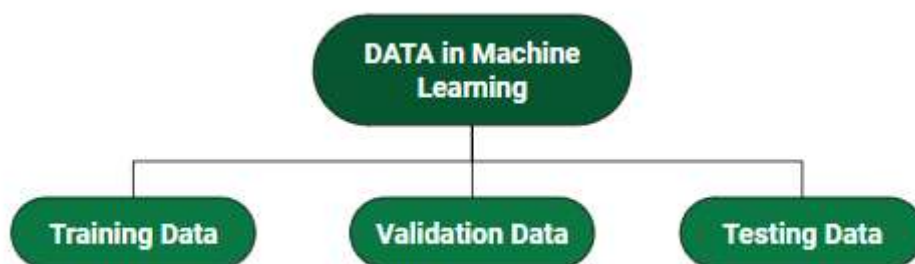 DATA in Machine
Learning
Training Data
Validation Data
Testing Data